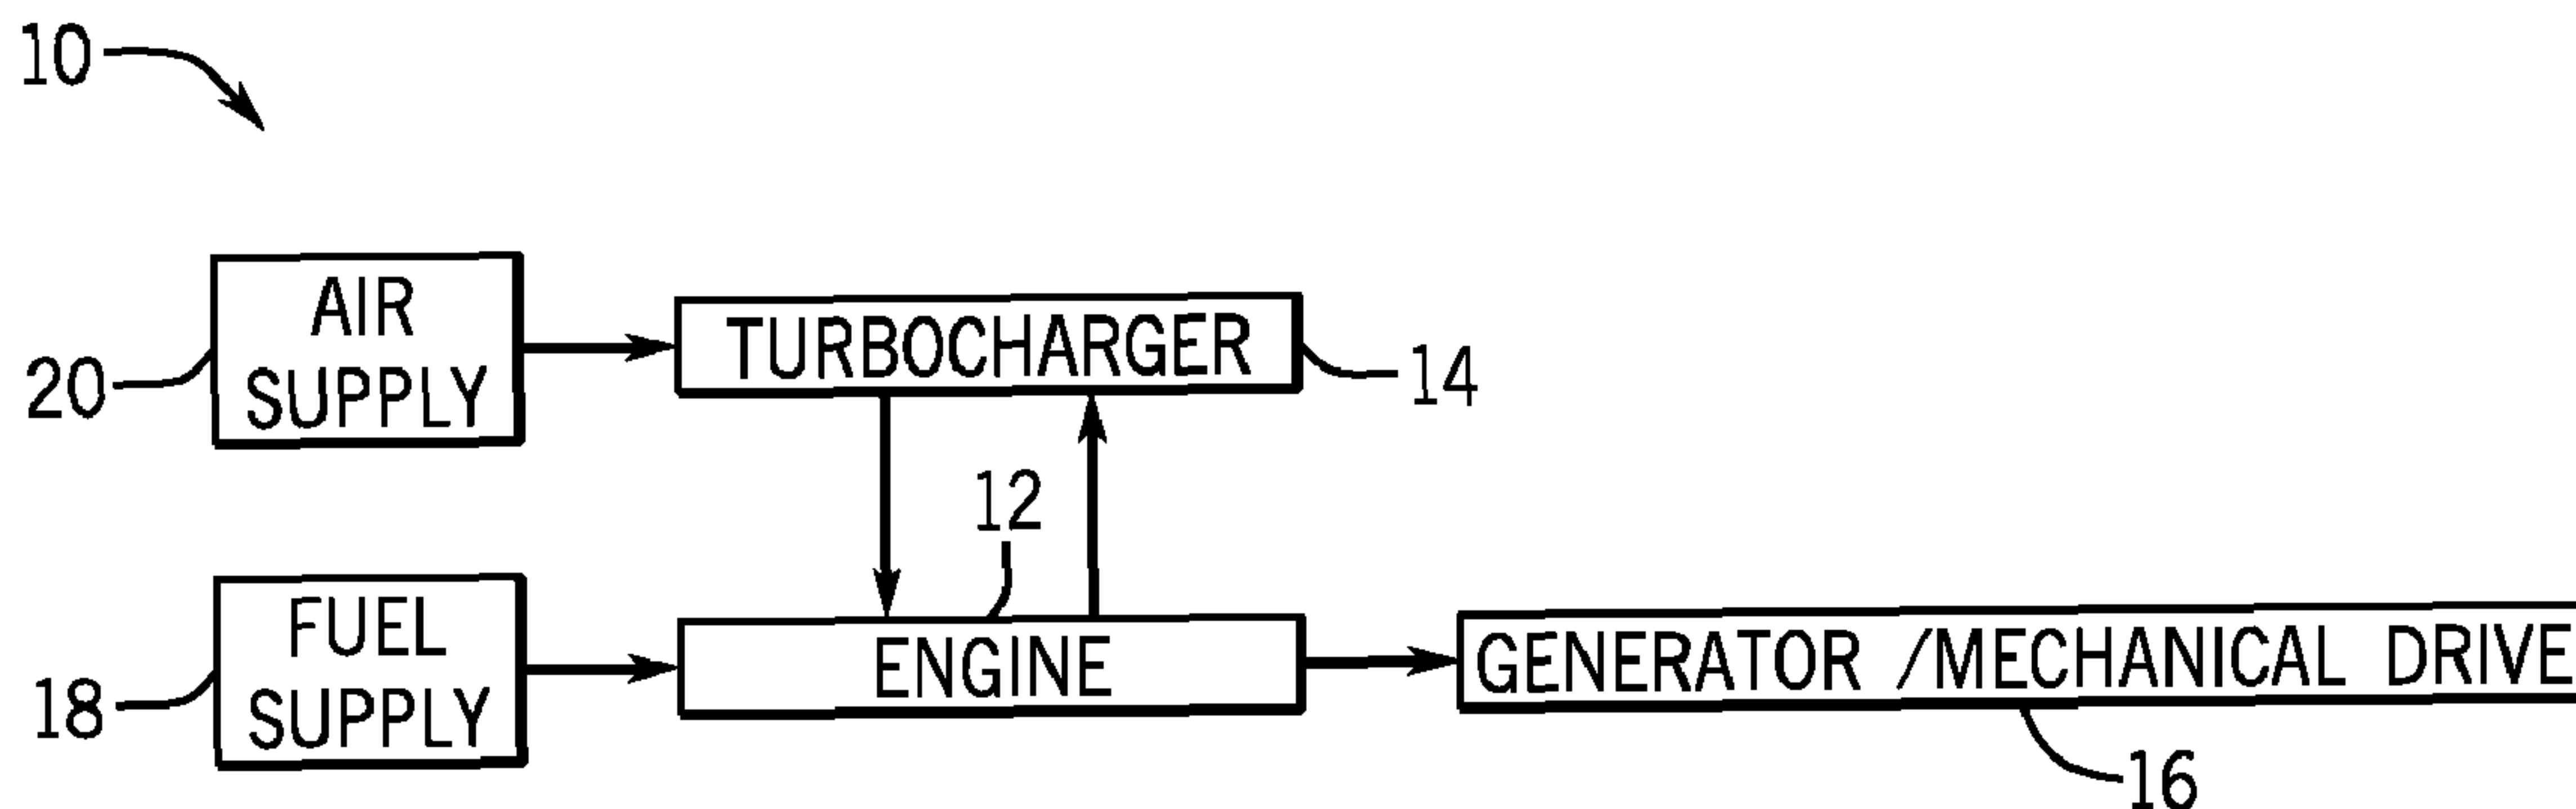 10
AIR
SUPPLY
20
TURBOCHARGER
14
12
FUEL
SUPPLY
18
ENGINE
GENERATOR /MECHANICAL DRIVE
16